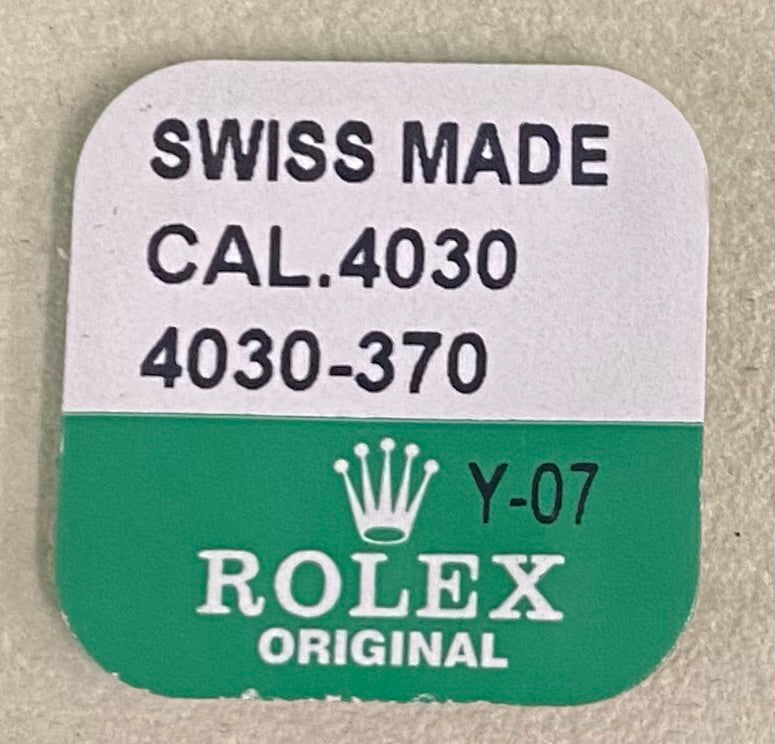 SWISS MADE
CAL.4030
4030-370
Y-07
ROLEX
ORIGINAL